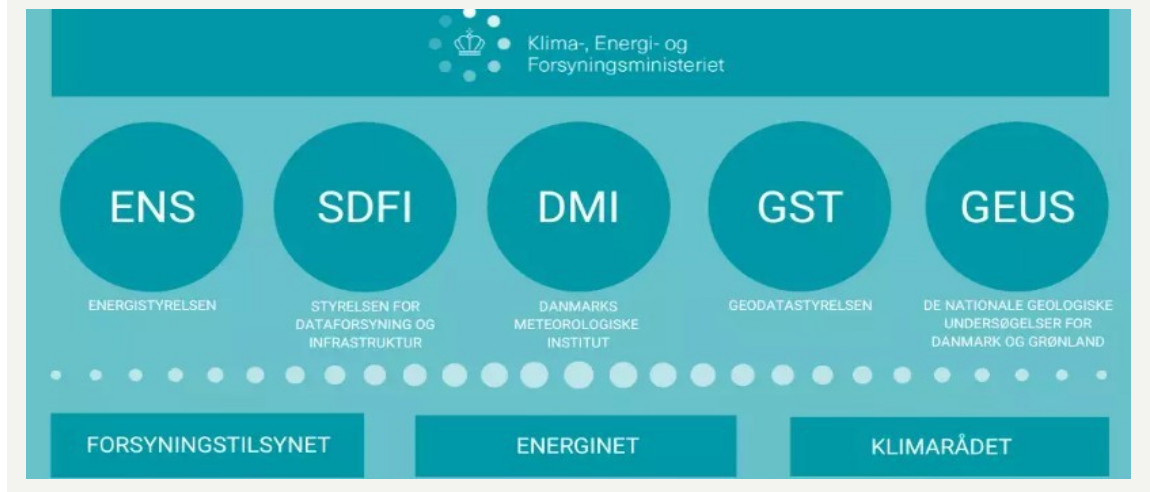 Klima-, Energi- og
Forsyningsministeriet
ENS
SDFI
DMI
GST
GEUS
ENERGISTYRELSEN
STYRELSEN FOR
DATAFORSYNING OG
INFRASTRUKTUR
DANMARKS
METEOROLOGISKE
INSTITUT
GEODATASTYRELSEN
DE NATIONALE GEOLOGISKE
UNDERSØGELSER FOR
DANMARK OG GRØNLAND
FORSYNINGSTILSYNET
ENERGINET
KLIMARÅDET